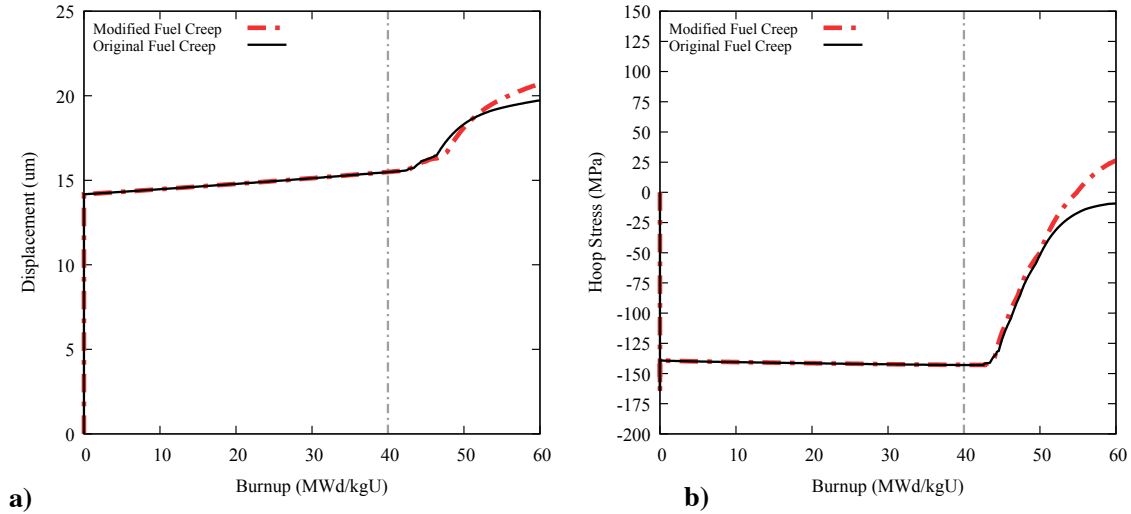 Modified Fuel Creep
Original Fuel Creep
25
20
15
10
5
0
Displacement (um)
0 10 20 30 40 50 60
Burnup (MWd/kgU)
a)
Modified Fuel Creep
Original Fuel Creep
150
125
100
75
50
25
0
-25
-50
-75
-100
-125
-150
-175
-200
Hoop Stress (MPa)
0 10 20 30 40 50 60
Burnup (MWd/kgU)
b)